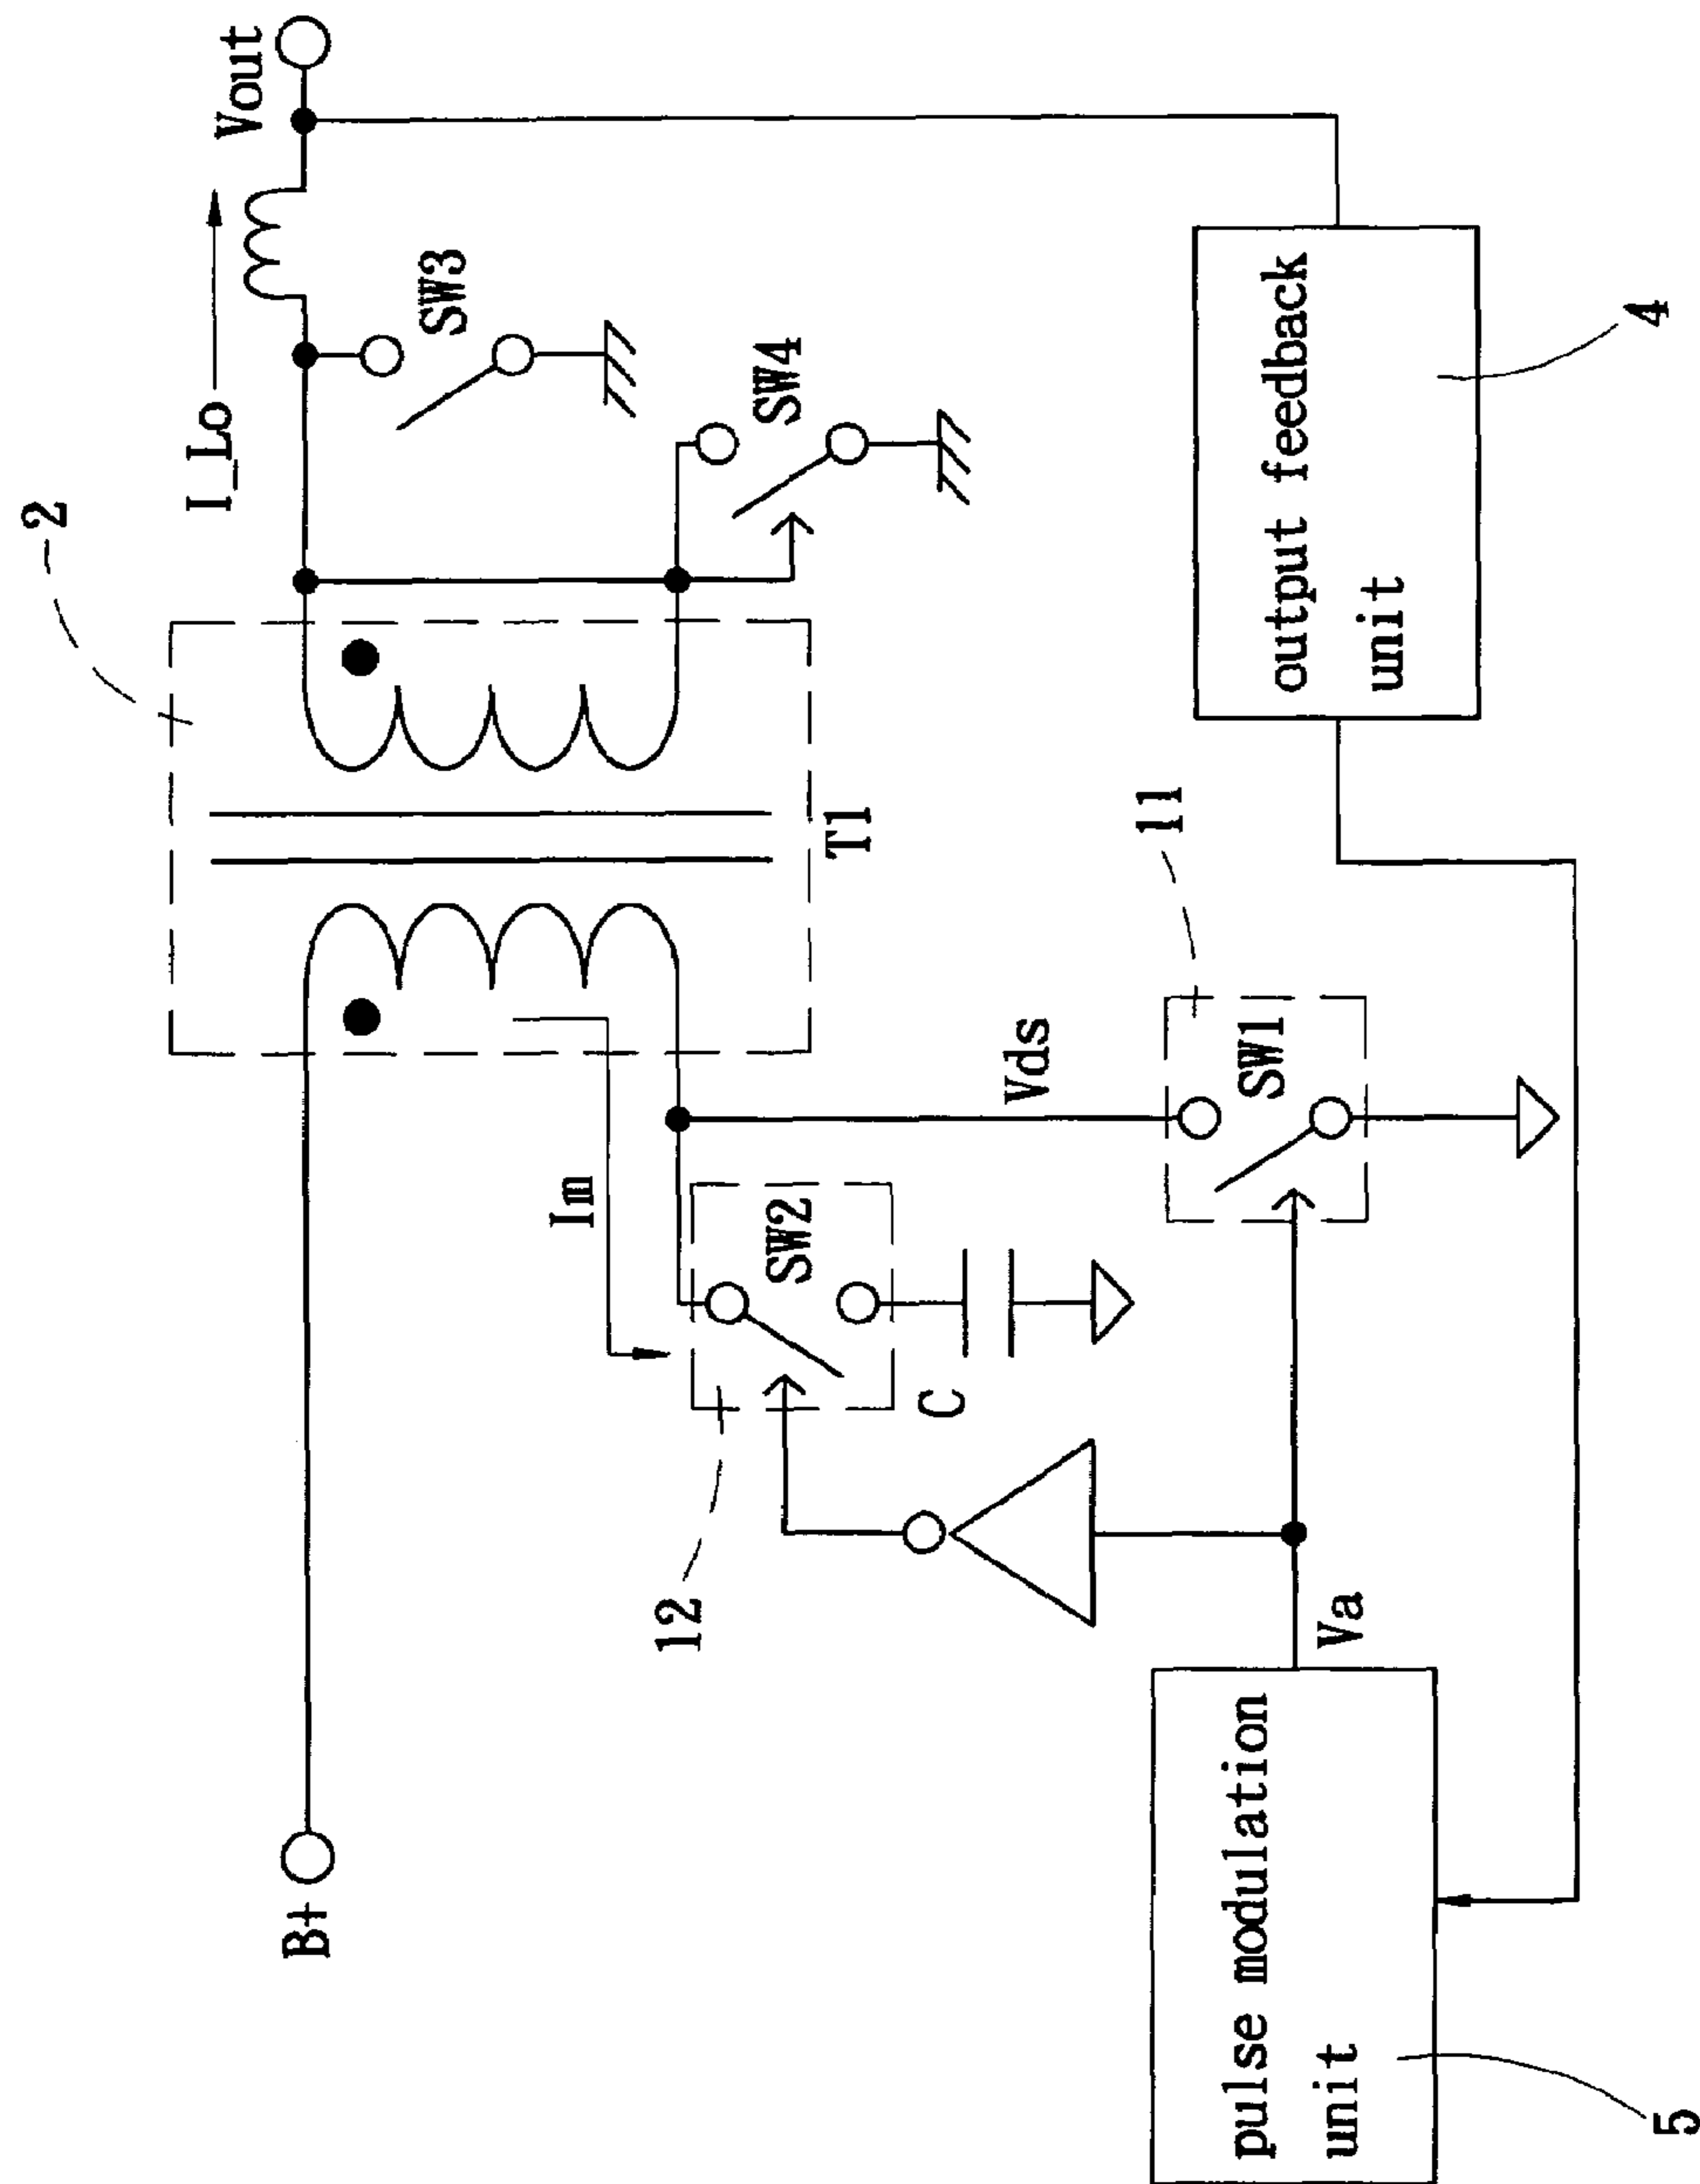 2
I_Lo
Vout
B+
Im
SW3
SW4
T1
12
SW2
C
Vds
11
SW1
Va
pulse modulation
unit
5
output feedback
unit
4